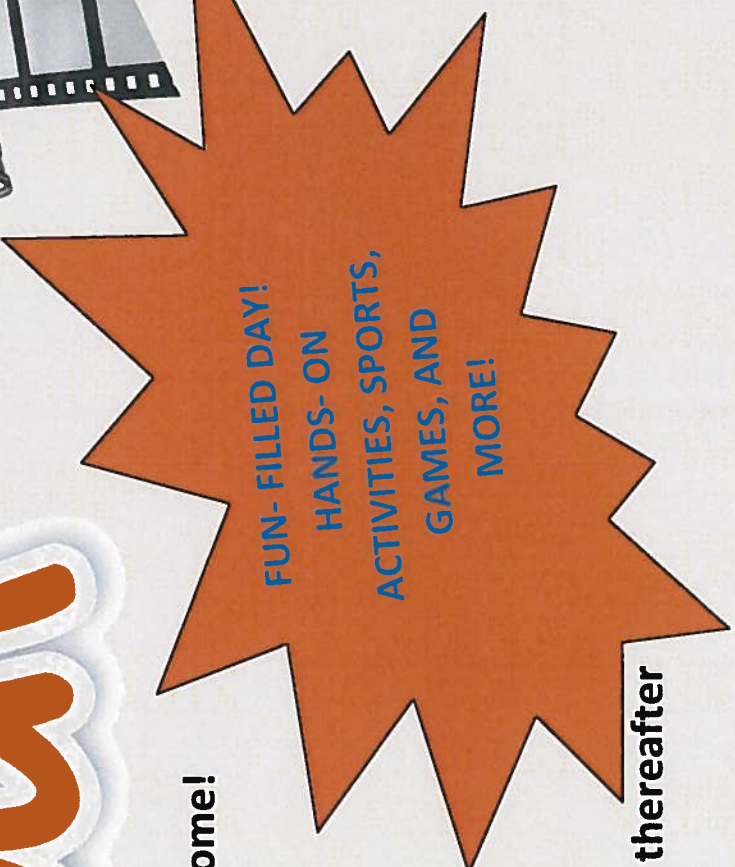 FUN- FILLED DAY!
HANDS- ON
ACTIVITIES, SPORTS,
GAMES, AND
MORE!
ome!
thereafter